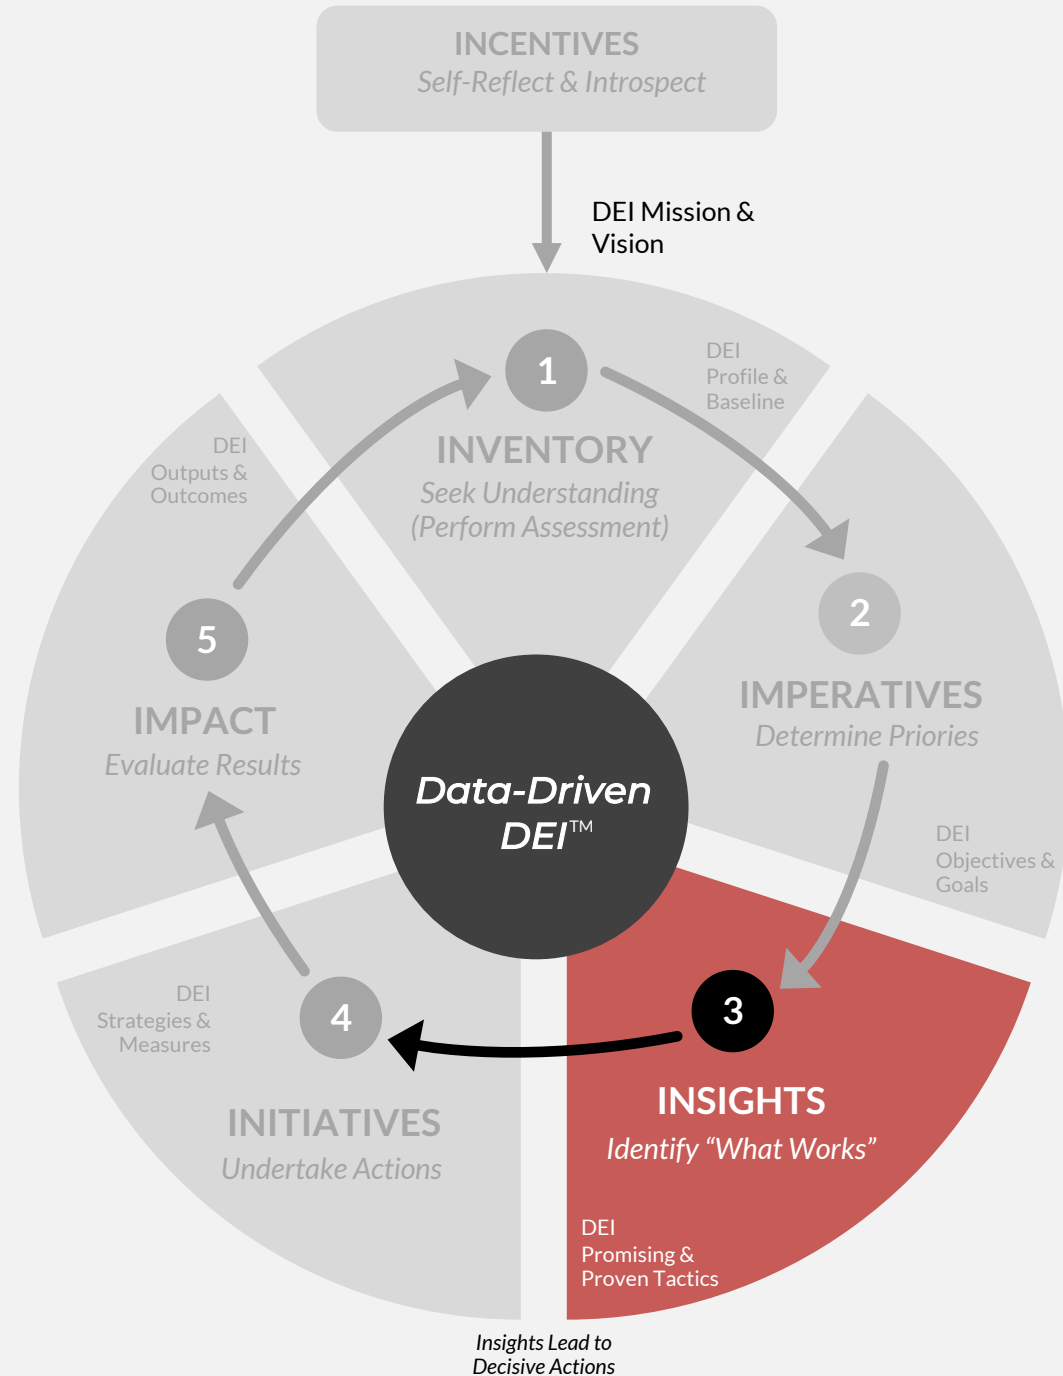 INCENTIVES
Self-Reflect & Introspect
DEI Mission &
Vision
1
DEI
Profile &
Baseline
INVENTORY
Seek Understanding
(Perform Assessment)
2
IMPERATIVES
Determine Priories
DEI
Objectives &
Goals
3
INSIGHTS
Identify “What Works”
DEI
Promising &
Proven Tactics
Insights Lead to
Decisive Actions
4
INITIATIVES
Undertake Actions
DEI
Strategies &
Measures
5
IMPACT
Evaluate Results
DEI
Outputs &
Outcomes
Data-Driven
DEI™